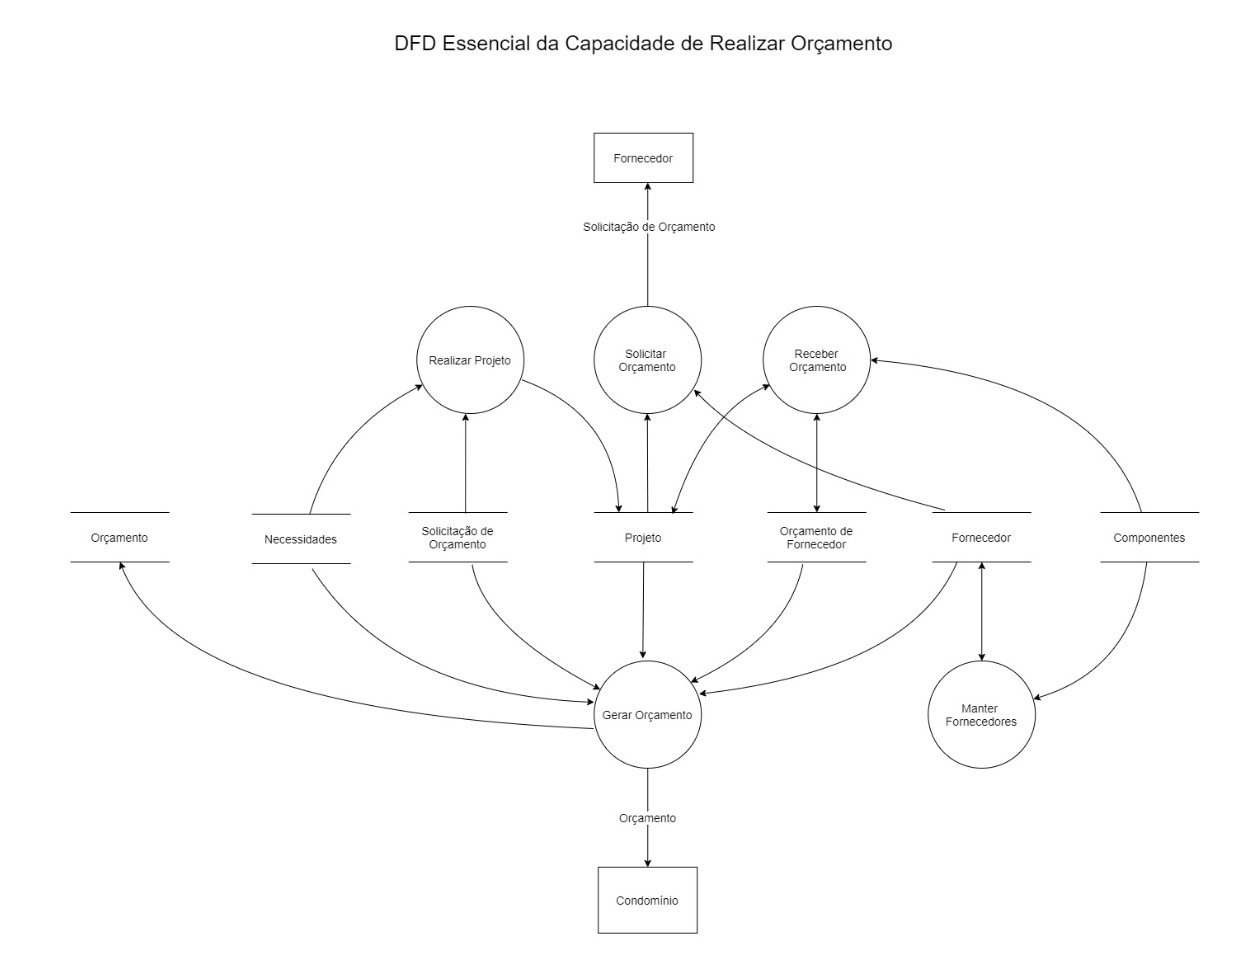 DFD Essencial da Capacidade de Realizar Orçamento
Fornecedor
Solicitação de Orçamento
Realizar Projeto
Solicitar
Orçamento
Receber
Orçamento
Orçamento
Necessidades
Solicitação de
Orçamento
Projeto
Orçamento de
Fornecedor
Fornecedor
Componentes
Gerar Orçamento
Manter
Fornecedores
Orçamento
Condomínio